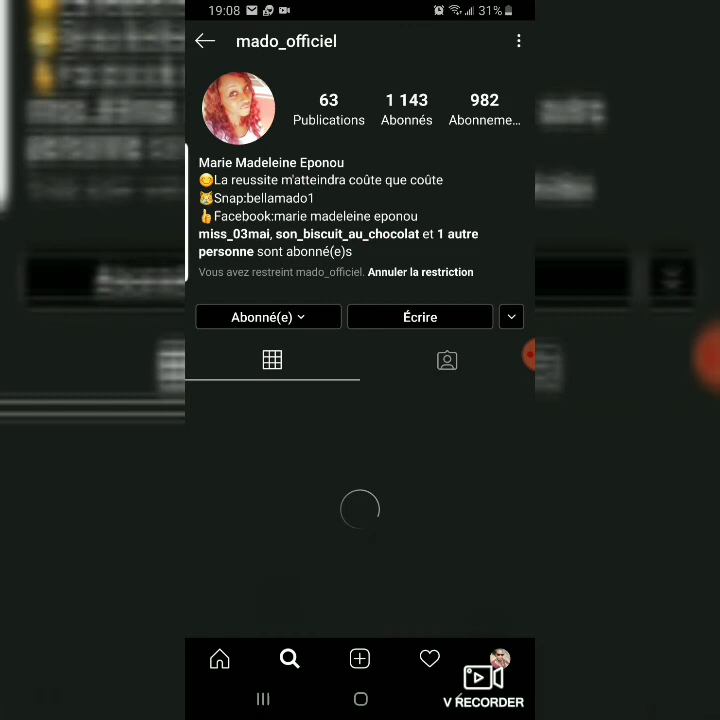 19:08
31%
mado_officiel
63
1 143
982
Publications
Abonnés
Abonneme...
Marie Madeleine Eponou
😊La reussite m'atteindra coûte que coûte
😹Snap:bellamado1
👍Facebook:marie madeleine eponou
miss_03mai, son_biscuit_au_chocolat et 1 autre
personne sont abonné(e)s
Vous avez restreint mado_officiel. Annuler la restriction
Abonné(e)
Écrire
V RECORDER